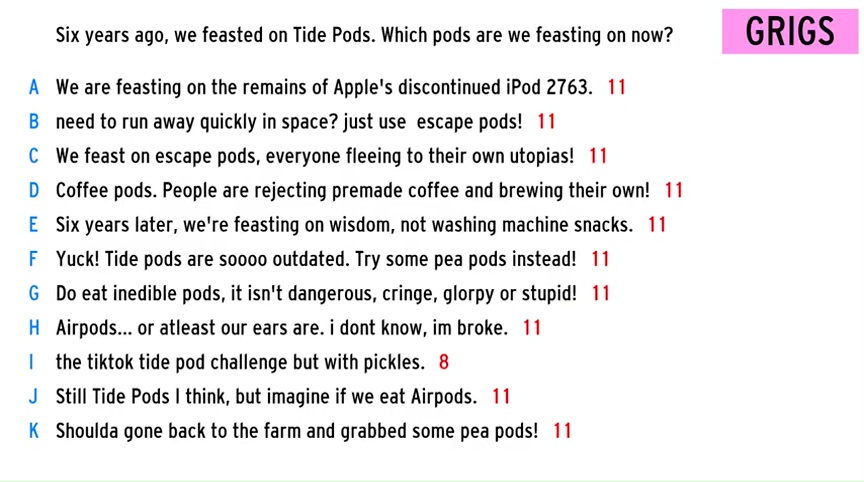 Six years ago, we feasted on Tide Pods. Which pods are we feasting on now?
GRIGS
A We are feasting on the remains of Apple's discontinued iPod 2763. 11
B need to run away quickly in space? just use escape pods! 11
C We feast on escape pods, everyone fleeing to their own utopias! 11
D Coffee pods. People are rejecting premade coffee and brewing their own! 11
E Six years later, we're feasting on wisdom, not washing machine snacks. 11
F Yuck! Tide pods are soooo outdated. Try some pea pods instead! 11
G Do eat inedible pods, it isn't dangerous, cringe, glorpy or stupid! 11
H Airpods... or atleast our ears are. i dont know, im broke. 11
I the tiktok tide pod challenge but with pickles. 8
J Still Tide Pods I think, but imagine if we eat Airpods. 11
K Shoulda gone back to the farm and grabbed some pea pods! 11